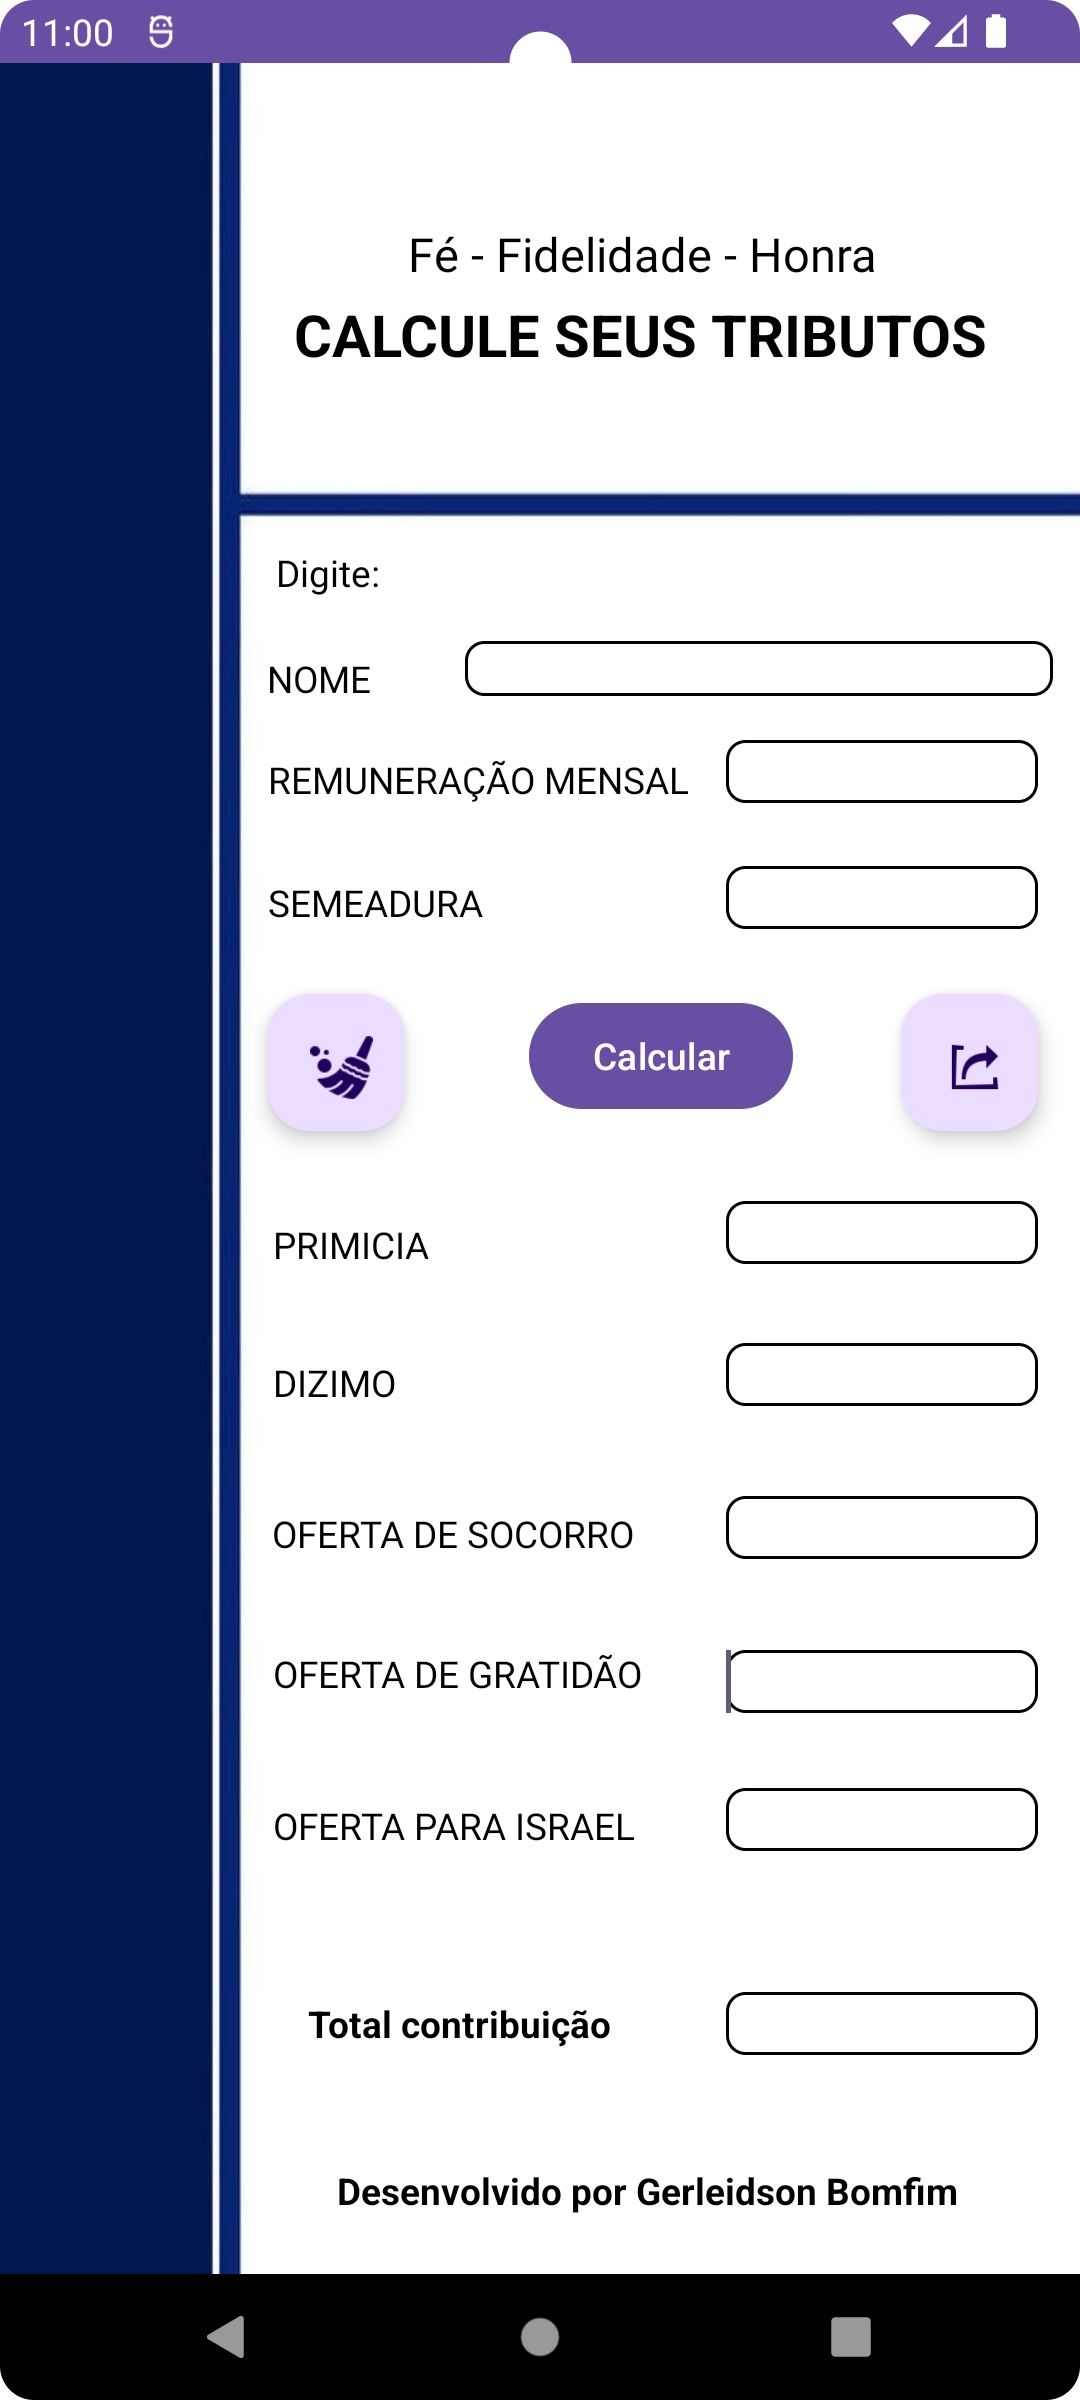 11:00
Fé - Fidelidade - Honra
CALCULE SEUS TRIBUTOS
Digite:
NOME
REMUNERAÇÃO MENSAL
SEMEADURA
Calcular
PRIMICIA
DIZIMO
OFERTA DE SOCORRO
OFERTA DE GRATIDÃO
OFERTA PARA ISRAEL
Total contribuição
Desenvolvido por Gerleidson Bomfim